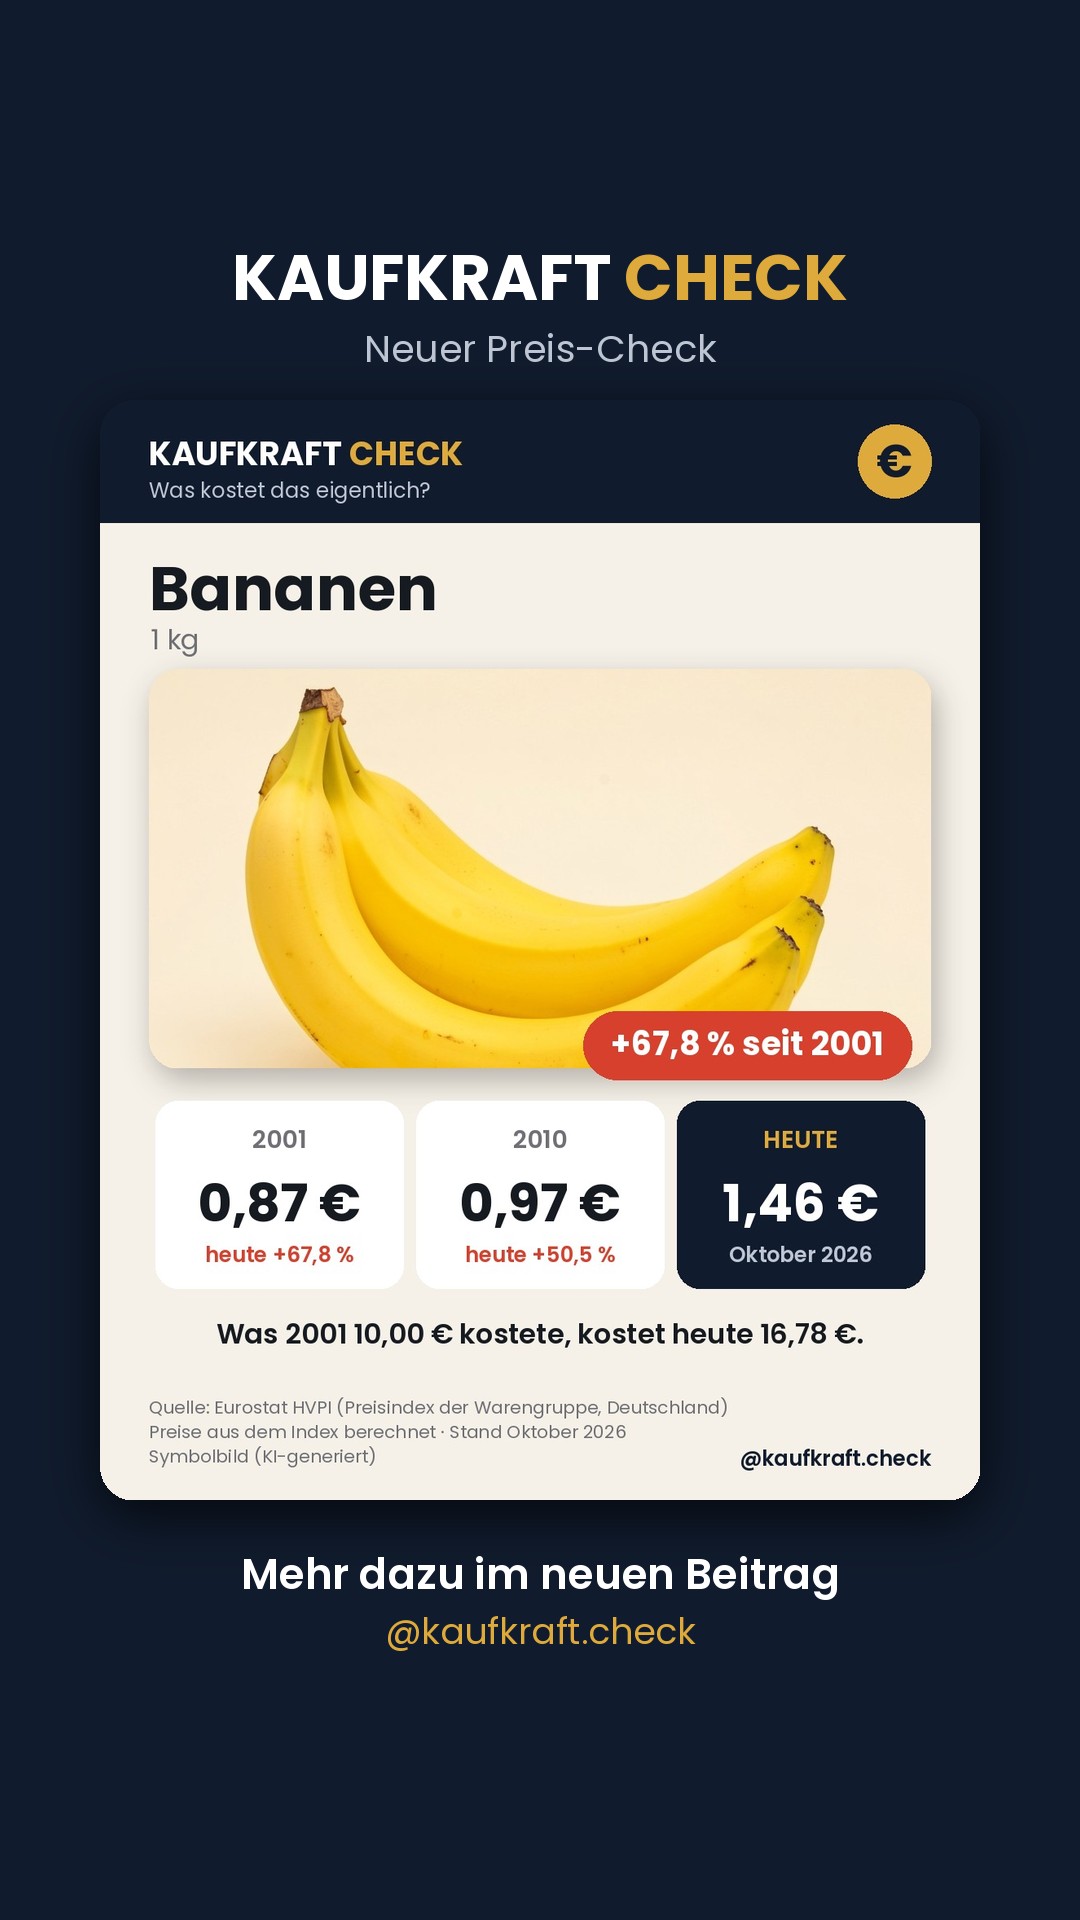 KAUFKRAFT CHECK
Neuer Preis-Check
KAUFKRAFT CHECK
Was kostet das eigentlich?
€
Bananen
1 kg
+67,8 % seit 2001
2001
0,87 €
heute +67,8 %
2010
0,97 €
heute +50,5 %
HEUTE
1,46 €
Oktober 2026
Was 2001 10,00 € kostete, kostet heute 16,78 €.
Quelle: Eurostat HVPI (Preisindex der Warengruppe, Deutschland)
Preise aus dem Index berechnet · Stand Oktober 2026
Symbolbild (KI-generiert)
@kaufkraft.check
Mehr dazu im neuen Beitrag
@kaufkraft.check